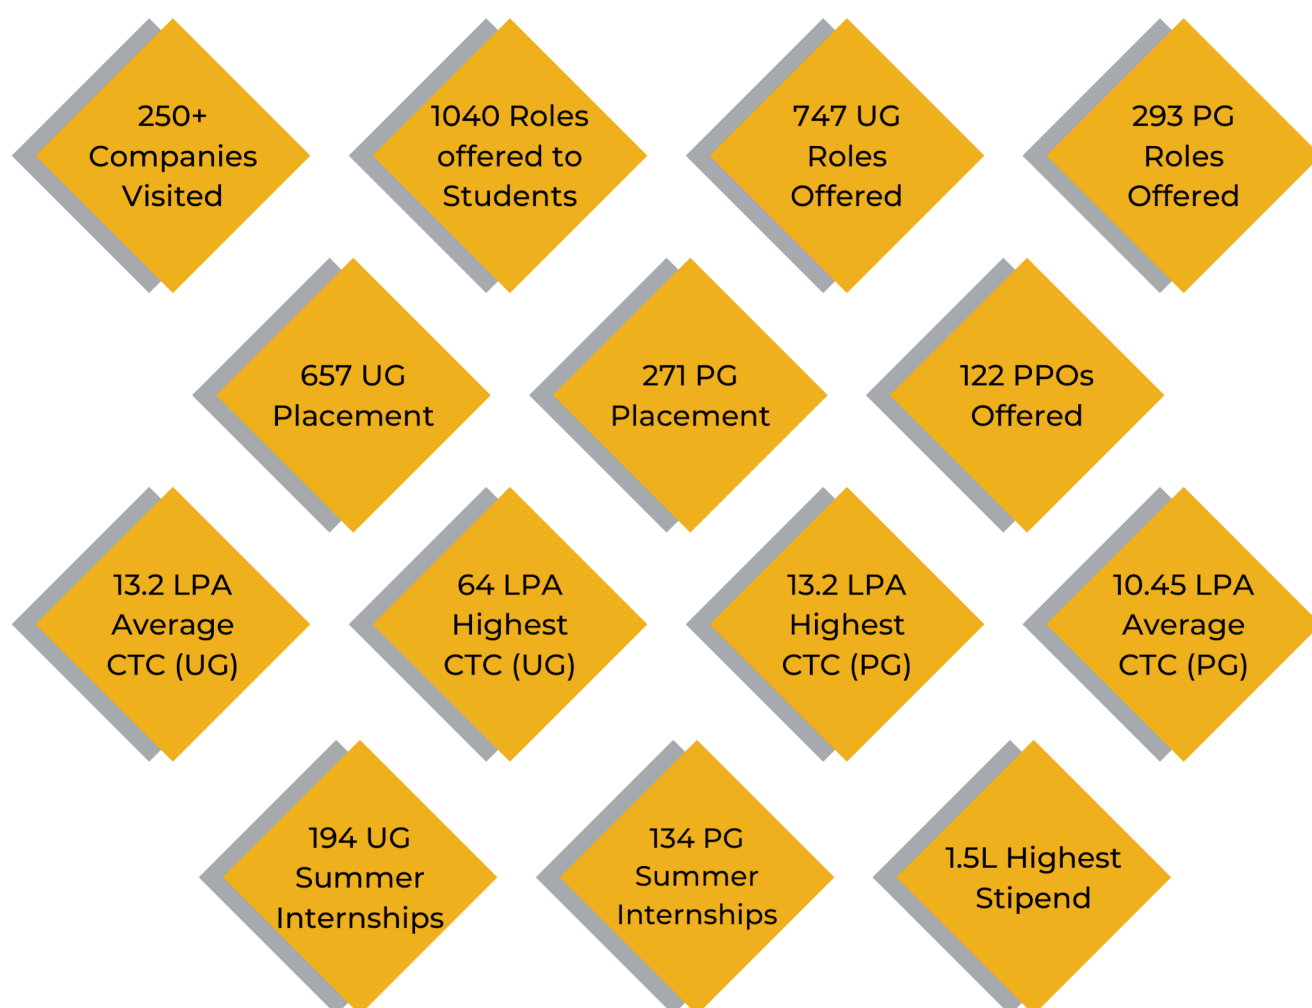 250+
Companies
Visited
1040 Roles
offered to
Students
747 UG
Roles
Offered
293 PG
Roles
Offered
657 UG
Placement
271 PG
Placement
122 PPOs
Offered
13.2 LPA
Average
CTC (UG)
64 LPA
Highest
CTC (UG)
13.2 LPA
Highest
CTC (PG)
10.45 LPA
Average
CTC (PG)
194 UG
Summer
Internships
134 PG
Summer
Internships
1.5L Highest
Stipend